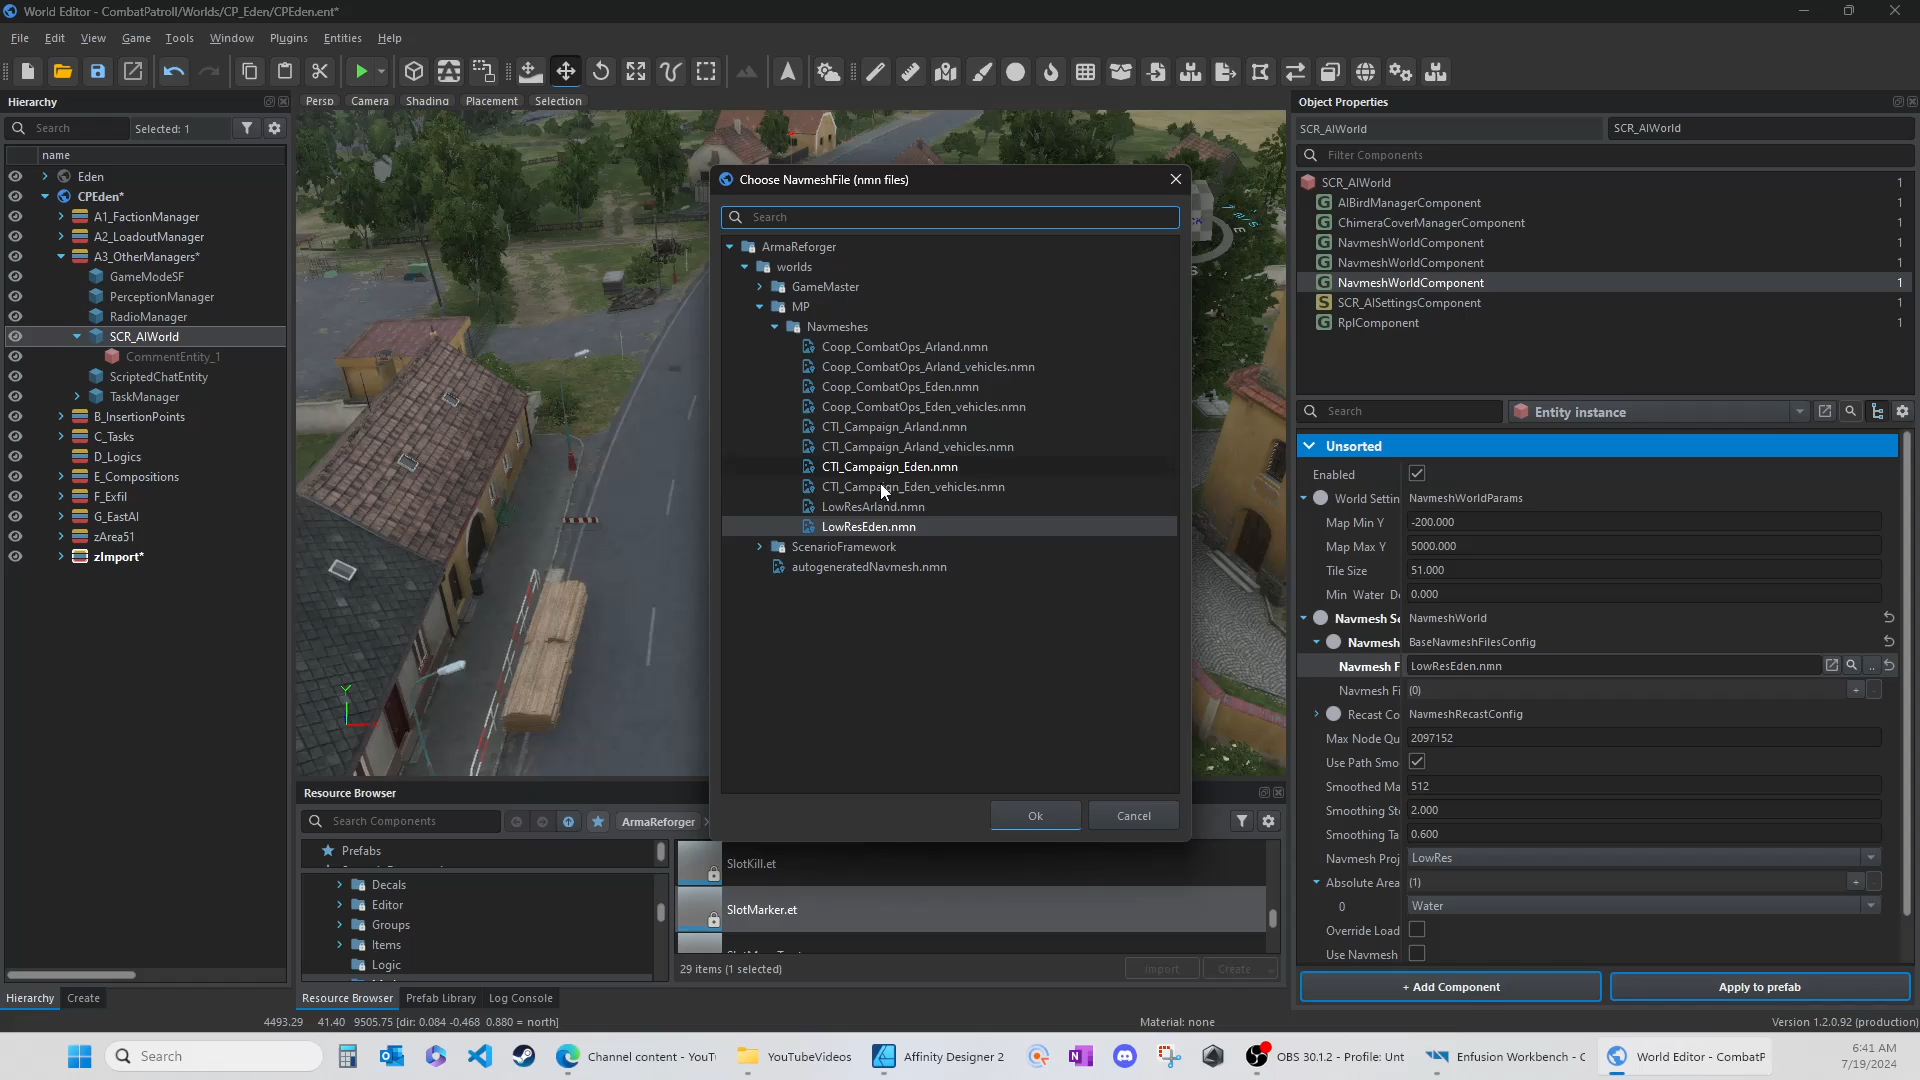 World Editor - CombatPatroll/Worlds/CP_Eden/CPEden.ent*
File Edit View Game Tools Window Plugins Entities Help
Hierarchy
Search
Selected: 1
name
Eden
CPEden*
A1_FactionManager
A2_LoadoutManager
A3_OtherManagers*
GameModeSF
PerceptionManager
RadioManager
SCR_AIWorld
CommentEntity_1
ScriptedChatEntity
TaskManager
B_InsertionPoints
C_Tasks
D_Logics
E_Compositions
F_Exfil
G_EastAI
zArea51
zImport*
Hierarchy Create
Persp Camera Shading Placement Selection
Choose NavmeshFile (nmn files)
Search
ArmaReforger
worlds
GameMaster
MP
Navmeshes
Coop_CombatOps_Arland.nmn
Coop_CombatOps_Arland_vehicles.nmn
Coop_CombatOps_Eden.nmn
Coop_CombatOps_Eden_vehicles.nmn
CTI_Campaign_Arland.nmn
CTI_Campaign_Arland_vehicles.nmn
CTI_Campaign_Eden.nmn
CTI_Campaign_Eden_vehicles.nmn
LowResArland.nmn
LowResEden.nmn
ScenarioFramework
autogeneratedNavmesh.nmn
Ok Cancel
Resource Browser
Search Components
ArmaReforger
Prefabs
Decals
Editor
Groups
Items
Logic
SlotKill.et
SlotMarker.et
29 items (1 selected)
Import Create
Resource Browser Prefab Library Log Console
Object Properties
SCR_AIWorld SCR_AIWorld
Filter Components
SCR_AIWorld 1
AIBirdManagerComponent 1
ChimeraCoverManagerComponent 1
NavmeshWorldComponent 1
NavmeshWorldComponent 1
NavmeshWorldComponent 1
SCR_AISettingsComponent 1
RplComponent 1
Search
Entity instance
Unsorted
Enabled
World Settin NavmeshWorldParams
Map Min Y -200.000
Map Max Y 5000.000
Tile Size 51.000
Min Water D 0.000
Navmesh Se NavmeshWorld
Navmesh BaseNavmeshFilesConfig
Navmesh F LowResEden.nmn ..
Navmesh Fi (0) +
Recast Co NavmeshRecastConfig
Max Node Qu 2097152
Use Path Smo
Smoothed Ma 512
Smoothing St 2.000
Smoothing Ta 0.600
Navmesh Proj LowRes
Absolute Area (1) +
0 Water
Override Load
Use Navmesh
+ Add Component Apply to prefab
4493.29 41.40 9505.75 [dir: 0.084 -0.468 0.880 = north]
Material: none
Version 1.2.0.92 (production)
Search
Channel content - YouT
YouTubeVideos
Affinity Designer 2
OBS 30.1.2 - Profile: Unt
Enfusion Workbench - C
World Editor - CombatP
6:41 AM
7/19/2024